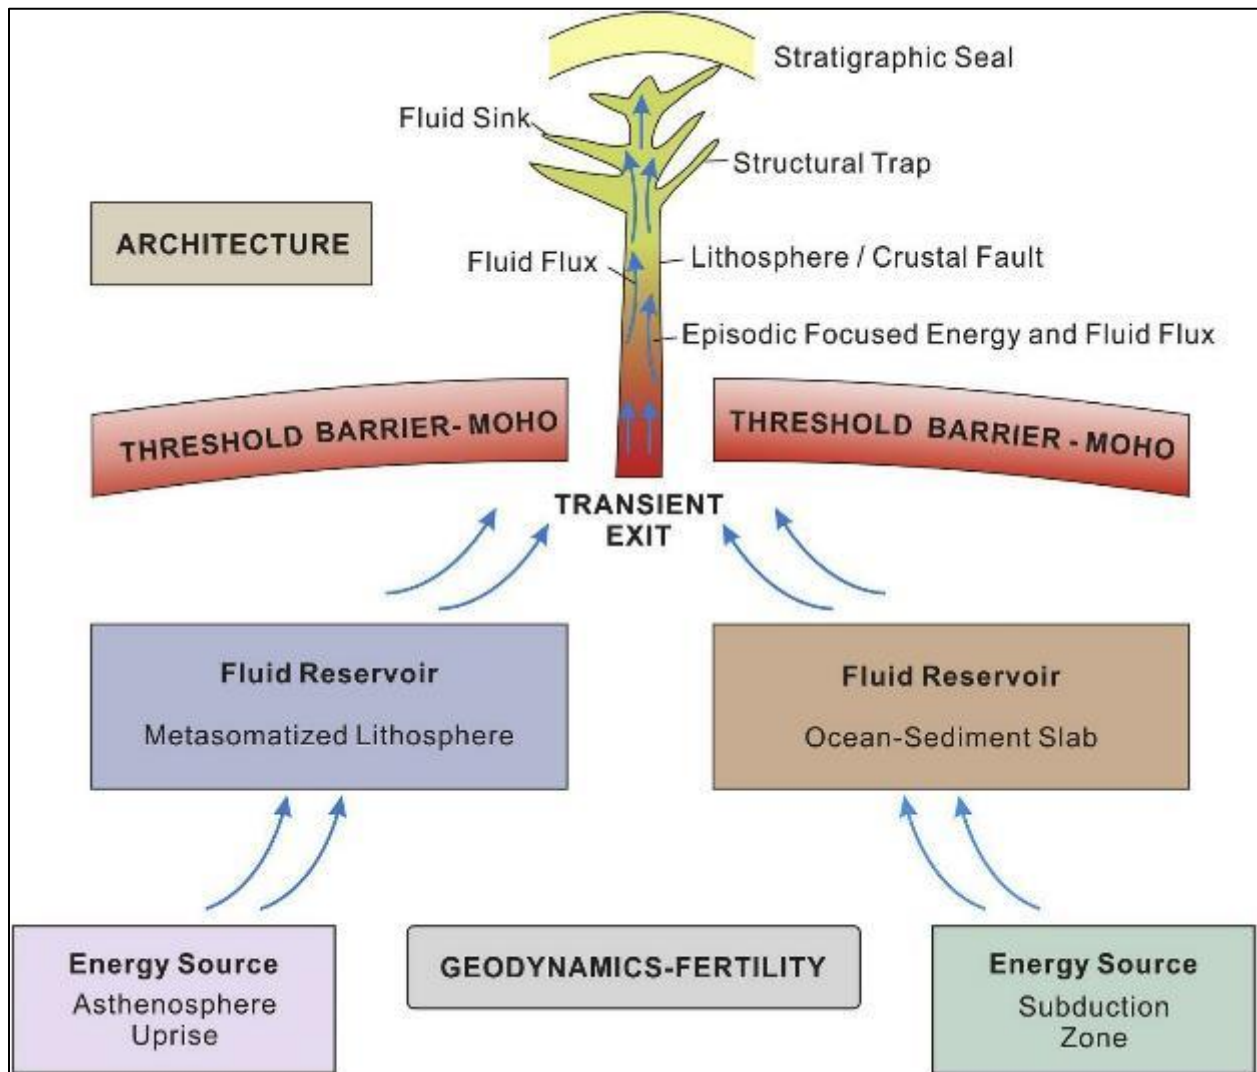 Stratigraphic Seal
Fluid Sink
Structural Trap
ARCHITECTURE
Fluid Flux
Lithosphere / Crustal Fault
Episodic Focused Energy and Fluid Flux
THRESHOLD BARRIER- MOHO
THRESHOLD BARRIER - MOHO
TRANSIENT
EXIT
Fluid Reservoir
Metasomatized Lithosphere
Fluid Reservoir
Ocean-Sediment Slab
Energy Source
Asthenosphere
Uprise
GEODYNAMICS-FERTILITY
Energy Source
Subduction
Zone